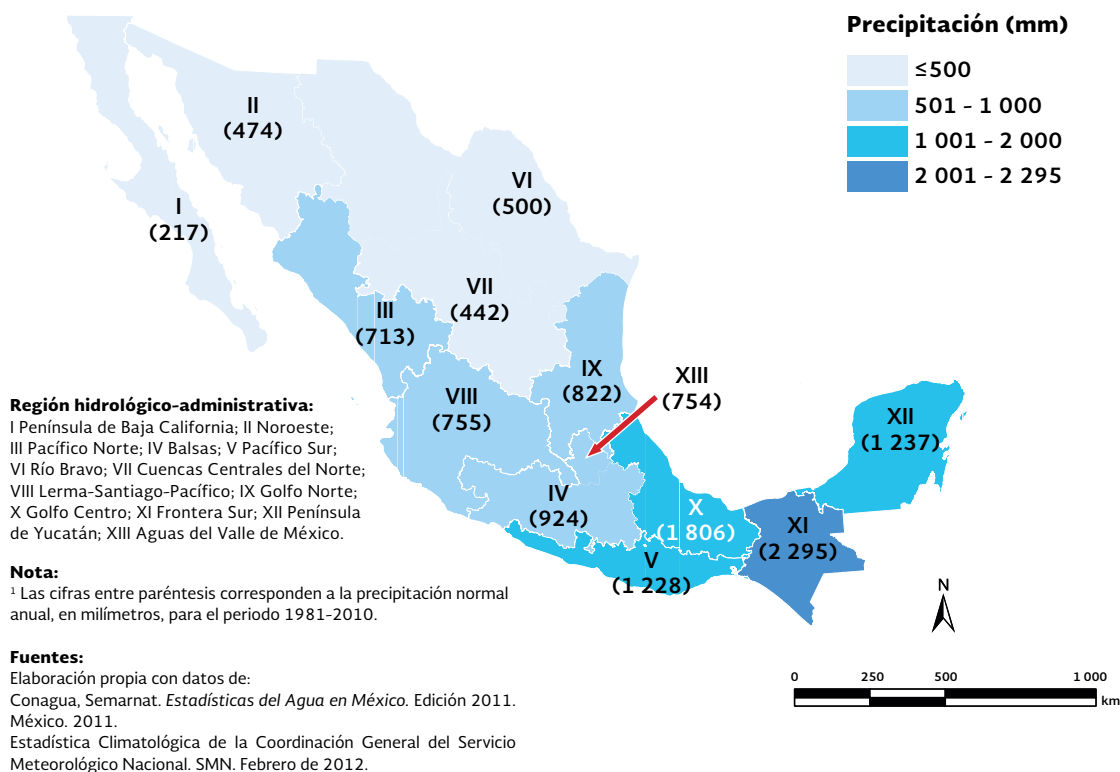 Precipitación (mm)
≤500
501 - 1 000
1 001 - 2 000
2 001 - 2 295
II
(474)
VI
(500)
I
(217)
VII
(442)
III
(713)
IX
(822)
XIII
(754)
VIII
(755)
XII
(1 237)
IV
(924)
X
(1 806)
XI
(2 295)
V
(1 228)
Región hidrológico-administrativa:
I Península de Baja California; II Noroeste;
III Pacífico Norte; IV Balsas; V Pacífico Sur;
VI Río Bravo; VII Cuencas Centrales del Norte;
VIII Lerma-Santiago-Pacífico; IX Golfo Norte;
X Golfo Centro; XI Frontera Sur; XII Península
de Yucatán; XIII Aguas del Valle de México.
Nota:
¹ Las cifras entre paréntesis corresponden a la precipitación normal
anual, en milímetros, para el periodo 1981-2010.
Fuentes:
Elaboración propia con datos de:
Conagua, Semarnat. Estadísticas del Agua en México. Edición 2011.
México. 2011.
Estadística Climatológica de la Coordinación General del Servicio
Meteorológico Nacional. SMN. Febrero de 2012.
N
0 250 500 1 000
km